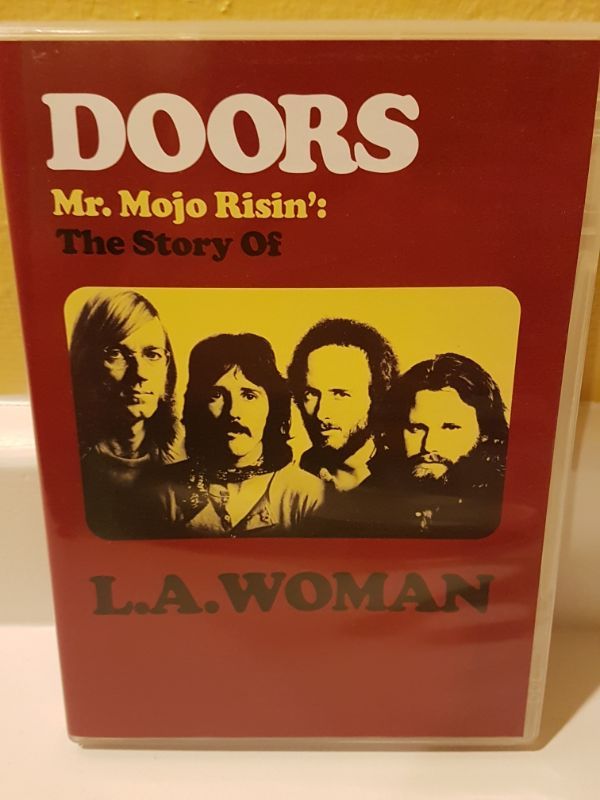 DOORS
Mr. Mojo Risin':
The Story Of
L.A.WOMAN